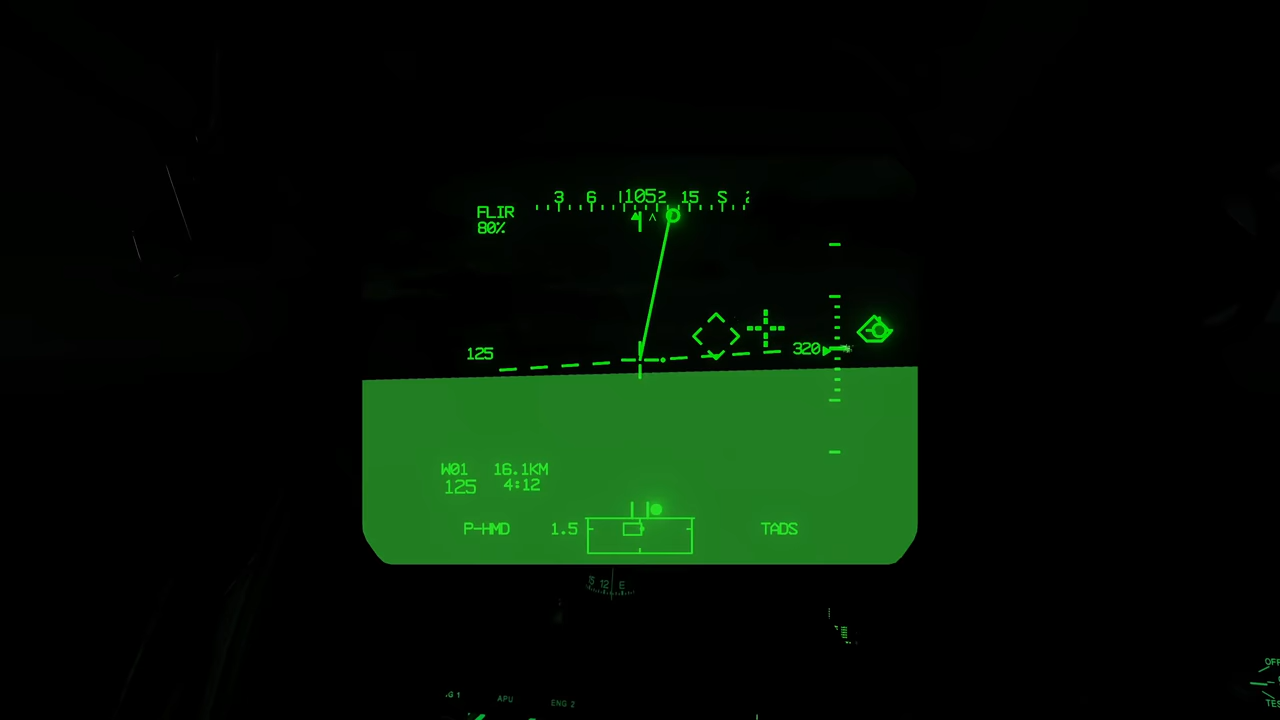 3 6 105 15 S
FLIR
80%
125
320
W01 16.1KM
125 4:12
P-HMD 1.5 TADS
12 E
APU
ENG 2